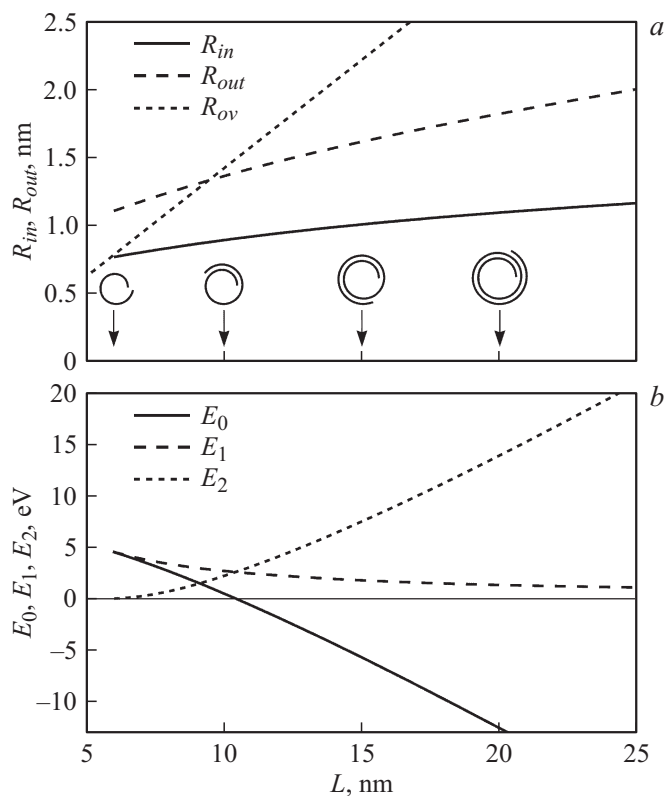 a
R_in
R_out
R_ov
R_in, R_out, nm
2.5
2.0
1.5
1.0
0.5
0
b
E_0
E_1
E_2
E_0, E_1, E_2, eV
20
15
10
5
0
–5
–10
5 10 15 20 25
L, nm